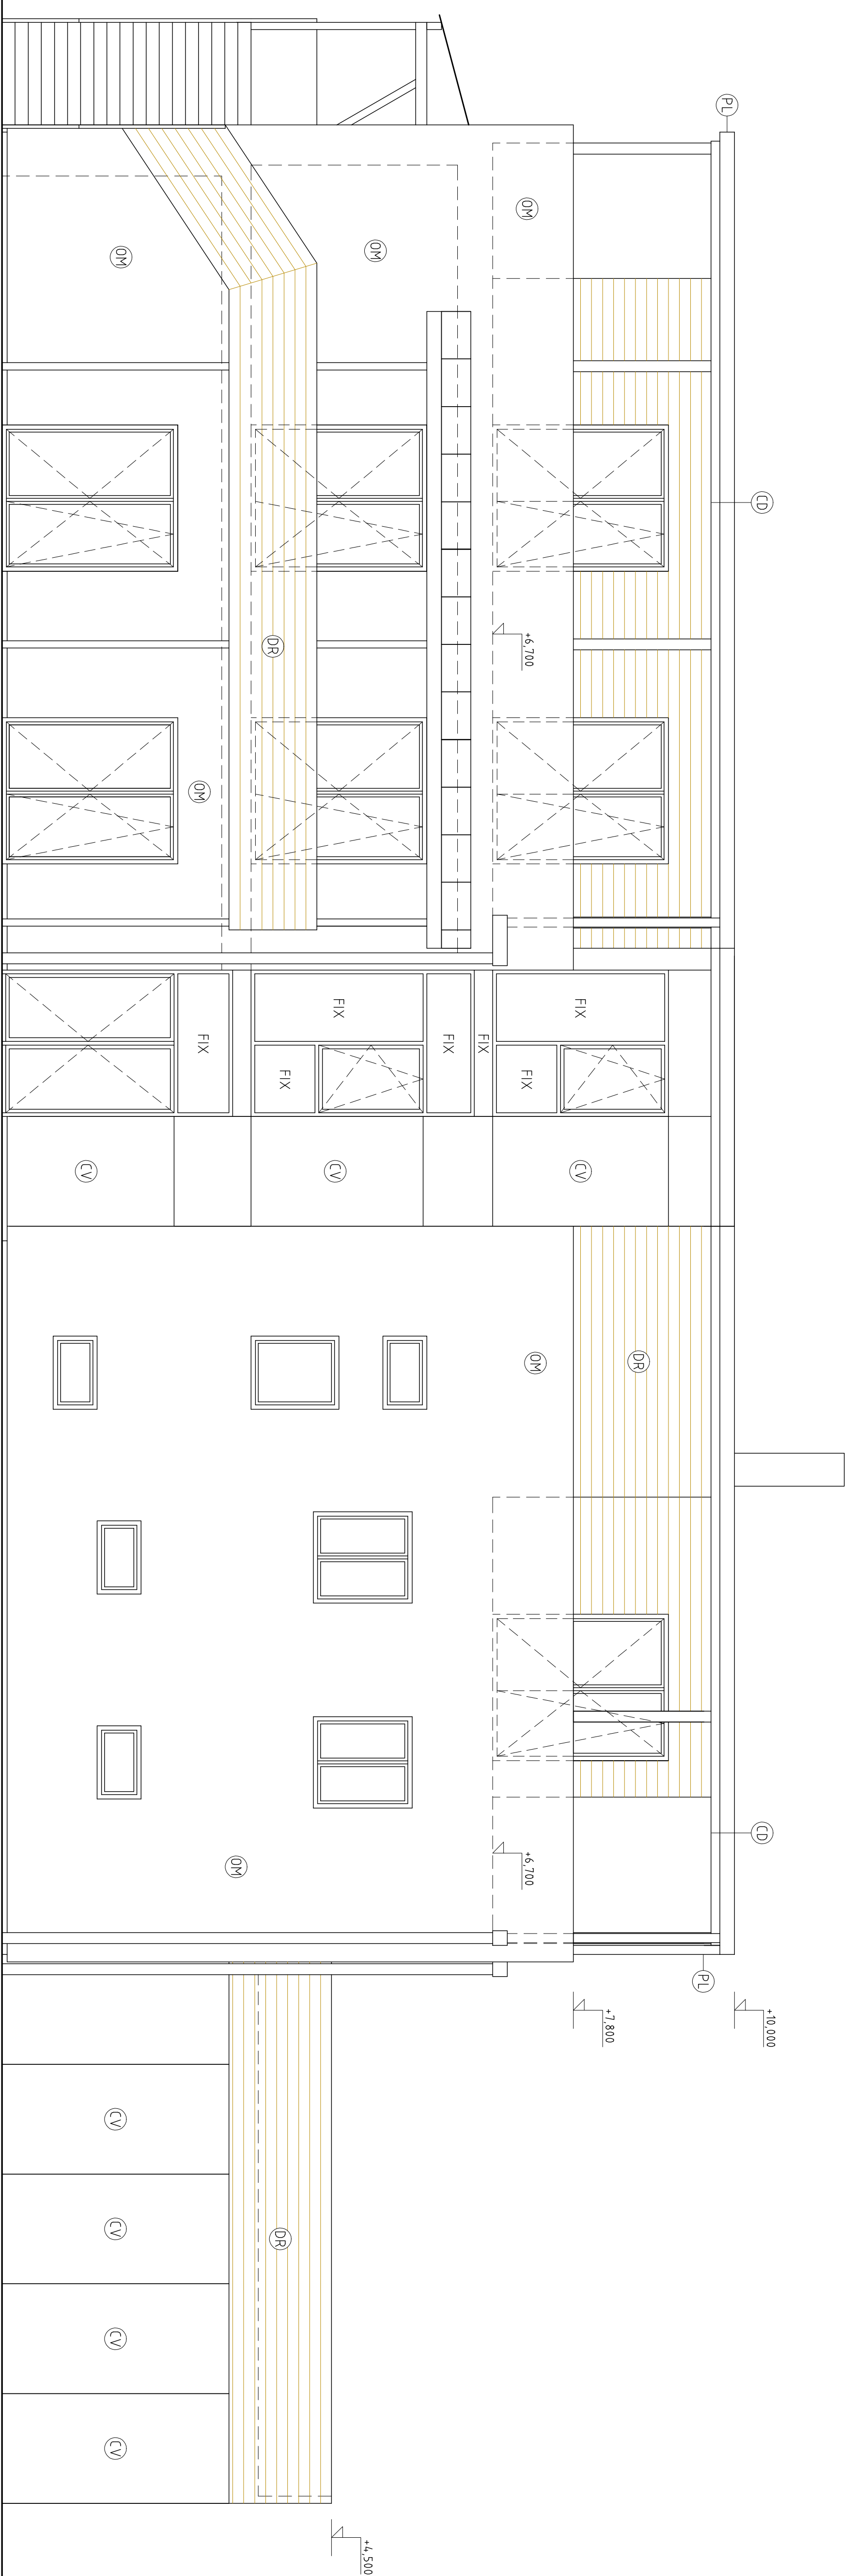 PL
CD
CD
PL
+10,000
+7,800
+6,700
+6,700
+4,500
OM
OM
OM
OM
DR
FIX
FIX
FIX
FIX
FIX
FIX
FIX
CV
CV
CV
OM
DR
OM
DR
CV
CV
CV
CV